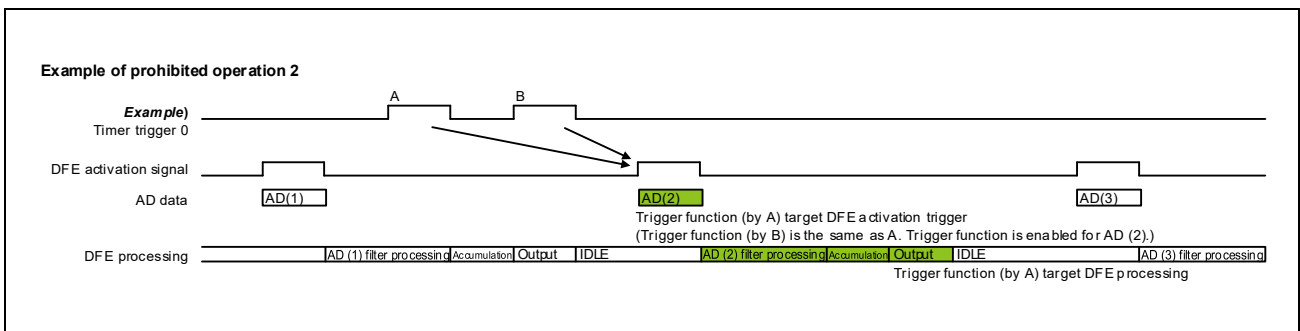 Example of prohibited operation 2
A B
Example)
Timer trigger 0
DFE activation signal
AD data AD(1) AD(2) AD(3)
Trigger function (by A) target DFE activation trigger
(Trigger function (by B) is the same as A. Trigger function is enabled for AD (2).)
DFE processing AD (1) filter processing Accumulation Output IDLE AD (2) filter processing Accumulation Output IDLE AD (3) filter processing
Trigger function (by A) target DFE processing